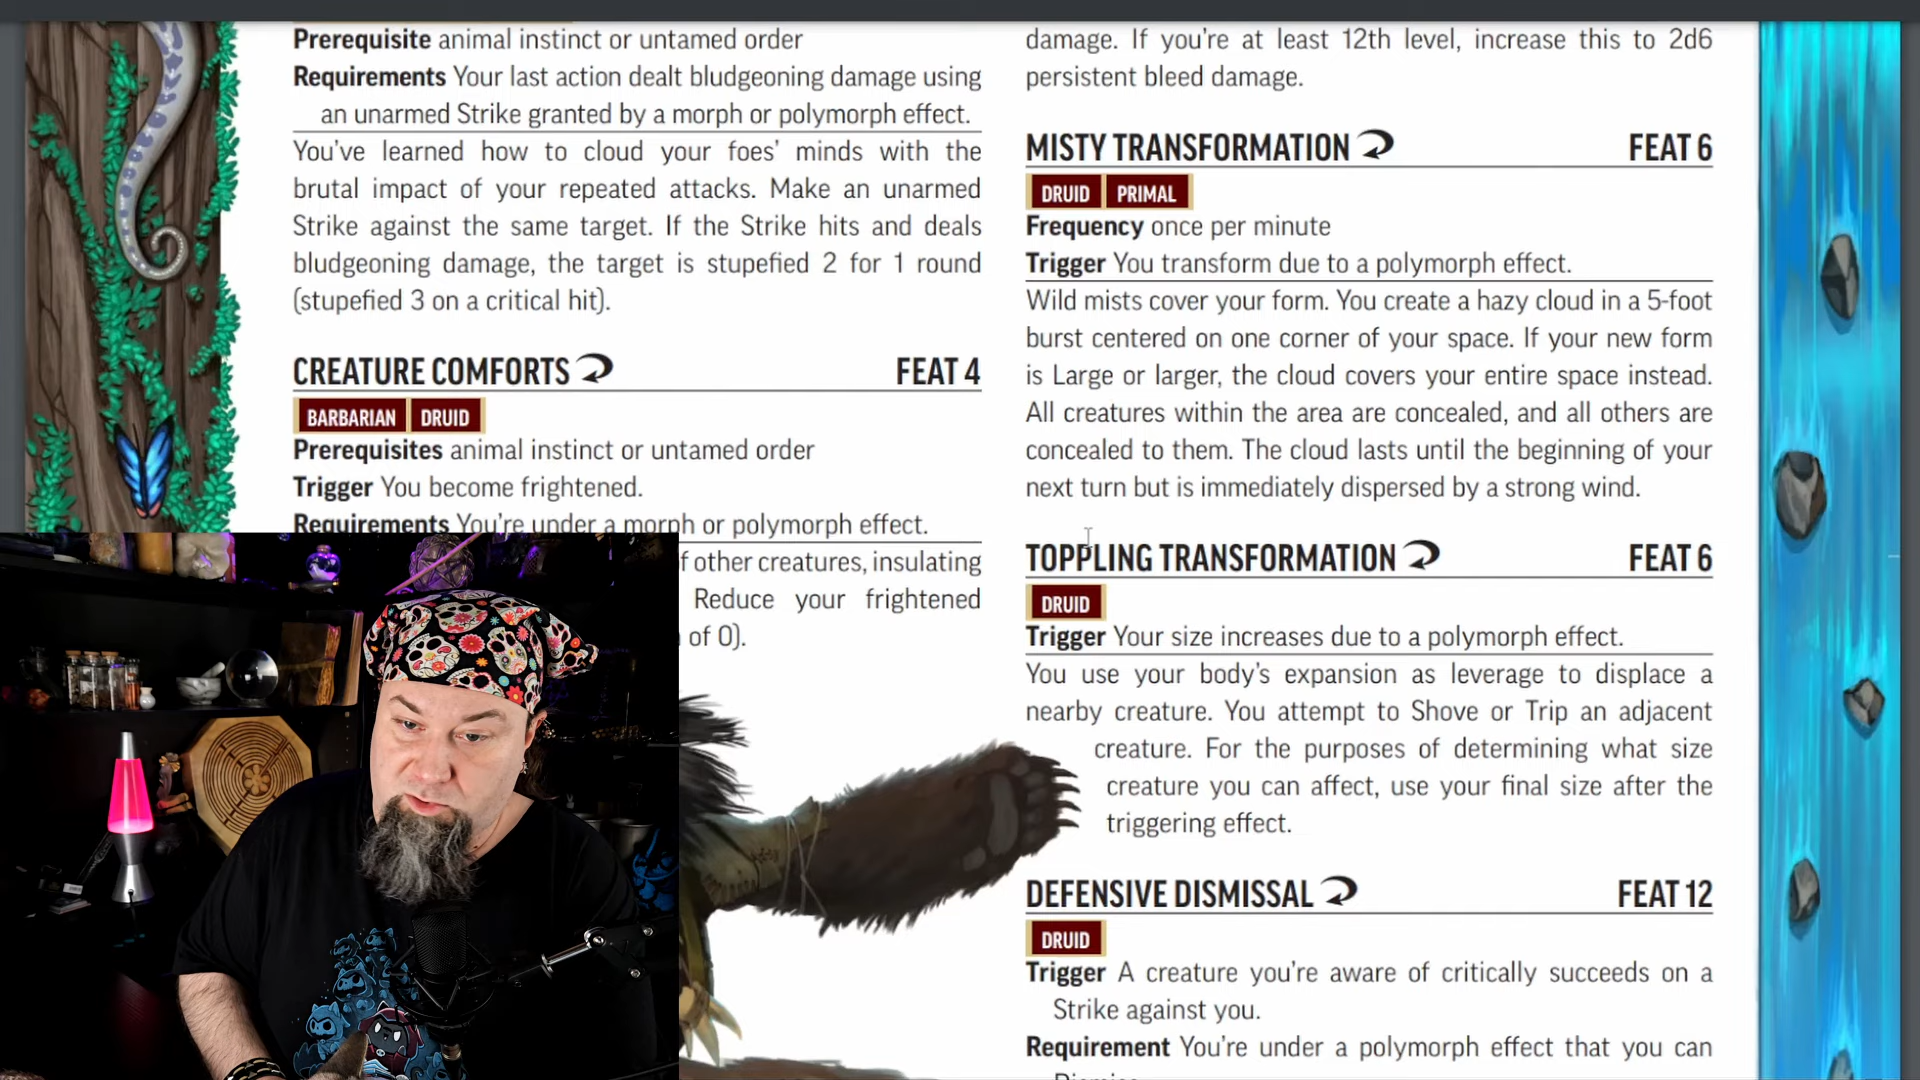 Prerequisite animal instinct or untamed order
Requirements Your last action dealt bludgeoning damage using
an unarmed Strike granted by a morph or polymorph effect.
You've learned how to cloud your foes' minds with the
brutal impact of your repeated attacks. Make an unarmed
Strike against the same target. If the Strike hits and deals
bludgeoning damage, the target is stupefied 2 for 1 round
(stupefied 3 on a critical hit).
CREATURE COMFORTS FEAT 4
BARBARIAN DRUID
Prerequisites animal instinct or untamed order
Trigger You become frightened.
Requirements You're under a morph or polymorph effect.
f other creatures, insulating
Reduce your frightened
of 0).
damage. If you're at least 12th level, increase this to 2d6
persistent bleed damage.
MISTY TRANSFORMATION FEAT 6
DRUID PRIMAL
Frequency once per minute
Trigger You transform due to a polymorph effect.
Wild mists cover your form. You create a hazy cloud in a 5-foot
burst centered on one corner of your space. If your new form
is Large or larger, the cloud covers your entire space instead.
All creatures within the area are concealed, and all others are
concealed to them. The cloud lasts until the beginning of your
next turn but is immediately dispersed by a strong wind.
TOPPLING TRANSFORMATION FEAT 6
DRUID
Trigger Your size increases due to a polymorph effect.
You use your body's expansion as leverage to displace a
nearby creature. You attempt to Shove or Trip an adjacent
creature. For the purposes of determining what size
creature you can affect, use your final size after the
triggering effect.
DEFENSIVE DISMISSAL FEAT 12
DRUID
Trigger A creature you're aware of critically succeeds on a
Strike against you.
Requirement You're under a polymorph effect that you can